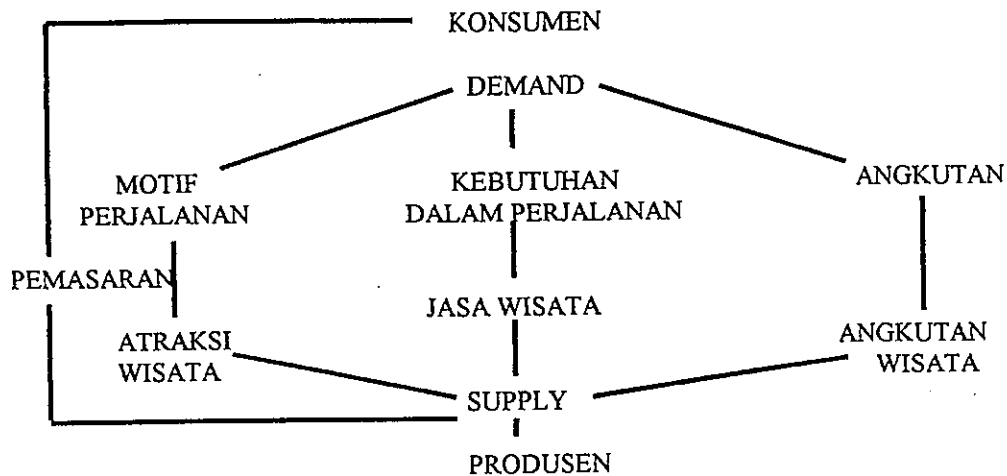 KONSUMEN
DEMAND
MOTIF
PERJALANAN
KEBUTUHAN
DALAM PERJALANAN
ANGKUTAN
PEMASARAN
JASA WISATA
ATRAKSI
WISATA
ANGKUTAN
WISATA
SUPPLY
PRODUSEN